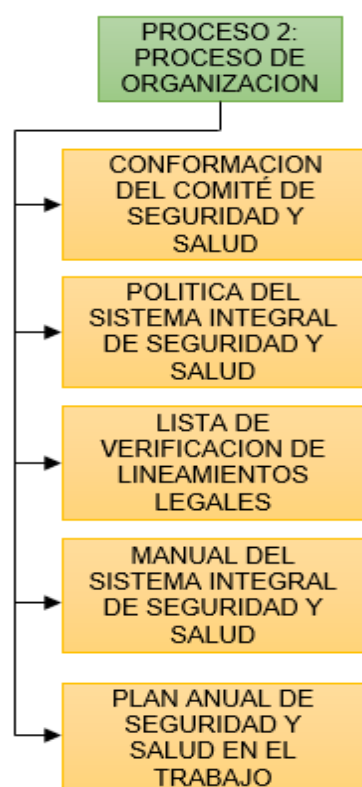 PROCESO 2:
PROCESO DE
ORGANIZACION
CONFORMACION
DEL COMITÉ DE
SEGURIDAD Y
SALUD
POLITICA DEL
SISTEMA INTEGRAL
DE SEGURIDAD Y
SALUD
LISTA DE
VERIFICACION DE
LINEAMIENTOS
LEGALES
MANUAL DEL
SISTEMA INTEGRAL
DE SEGURIDAD Y
SALUD
PLAN ANUAL DE
SEGURIDAD Y
SALUD EN EL
TRABAJO